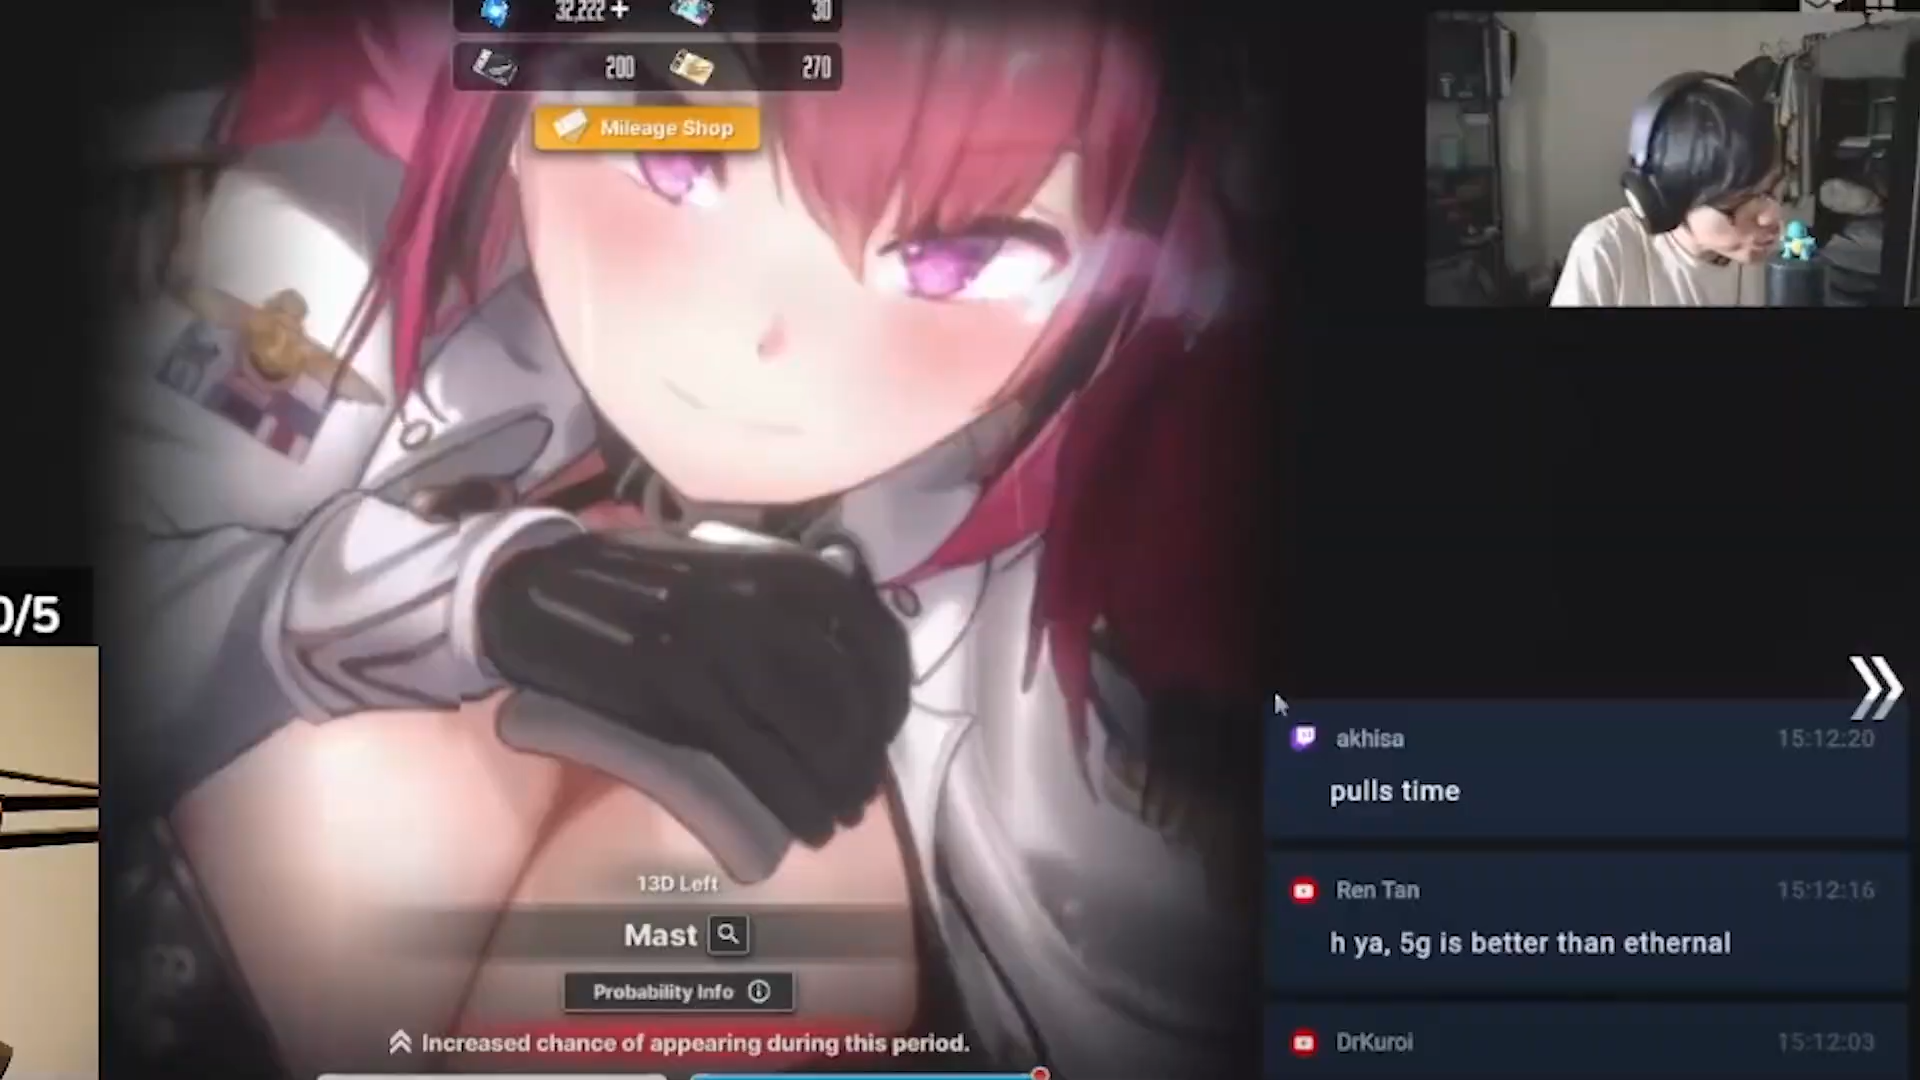 32,222 +
30
200
270
Mileage Shop
0/5
akhisa
15:12:20
pulls time
Ren Tan
15:12:16
h ya, 5g is better than ethernal
DrKuroi
15:12:03
13D Left
Mast
Probability Info
Increased chance of appearing during this period.